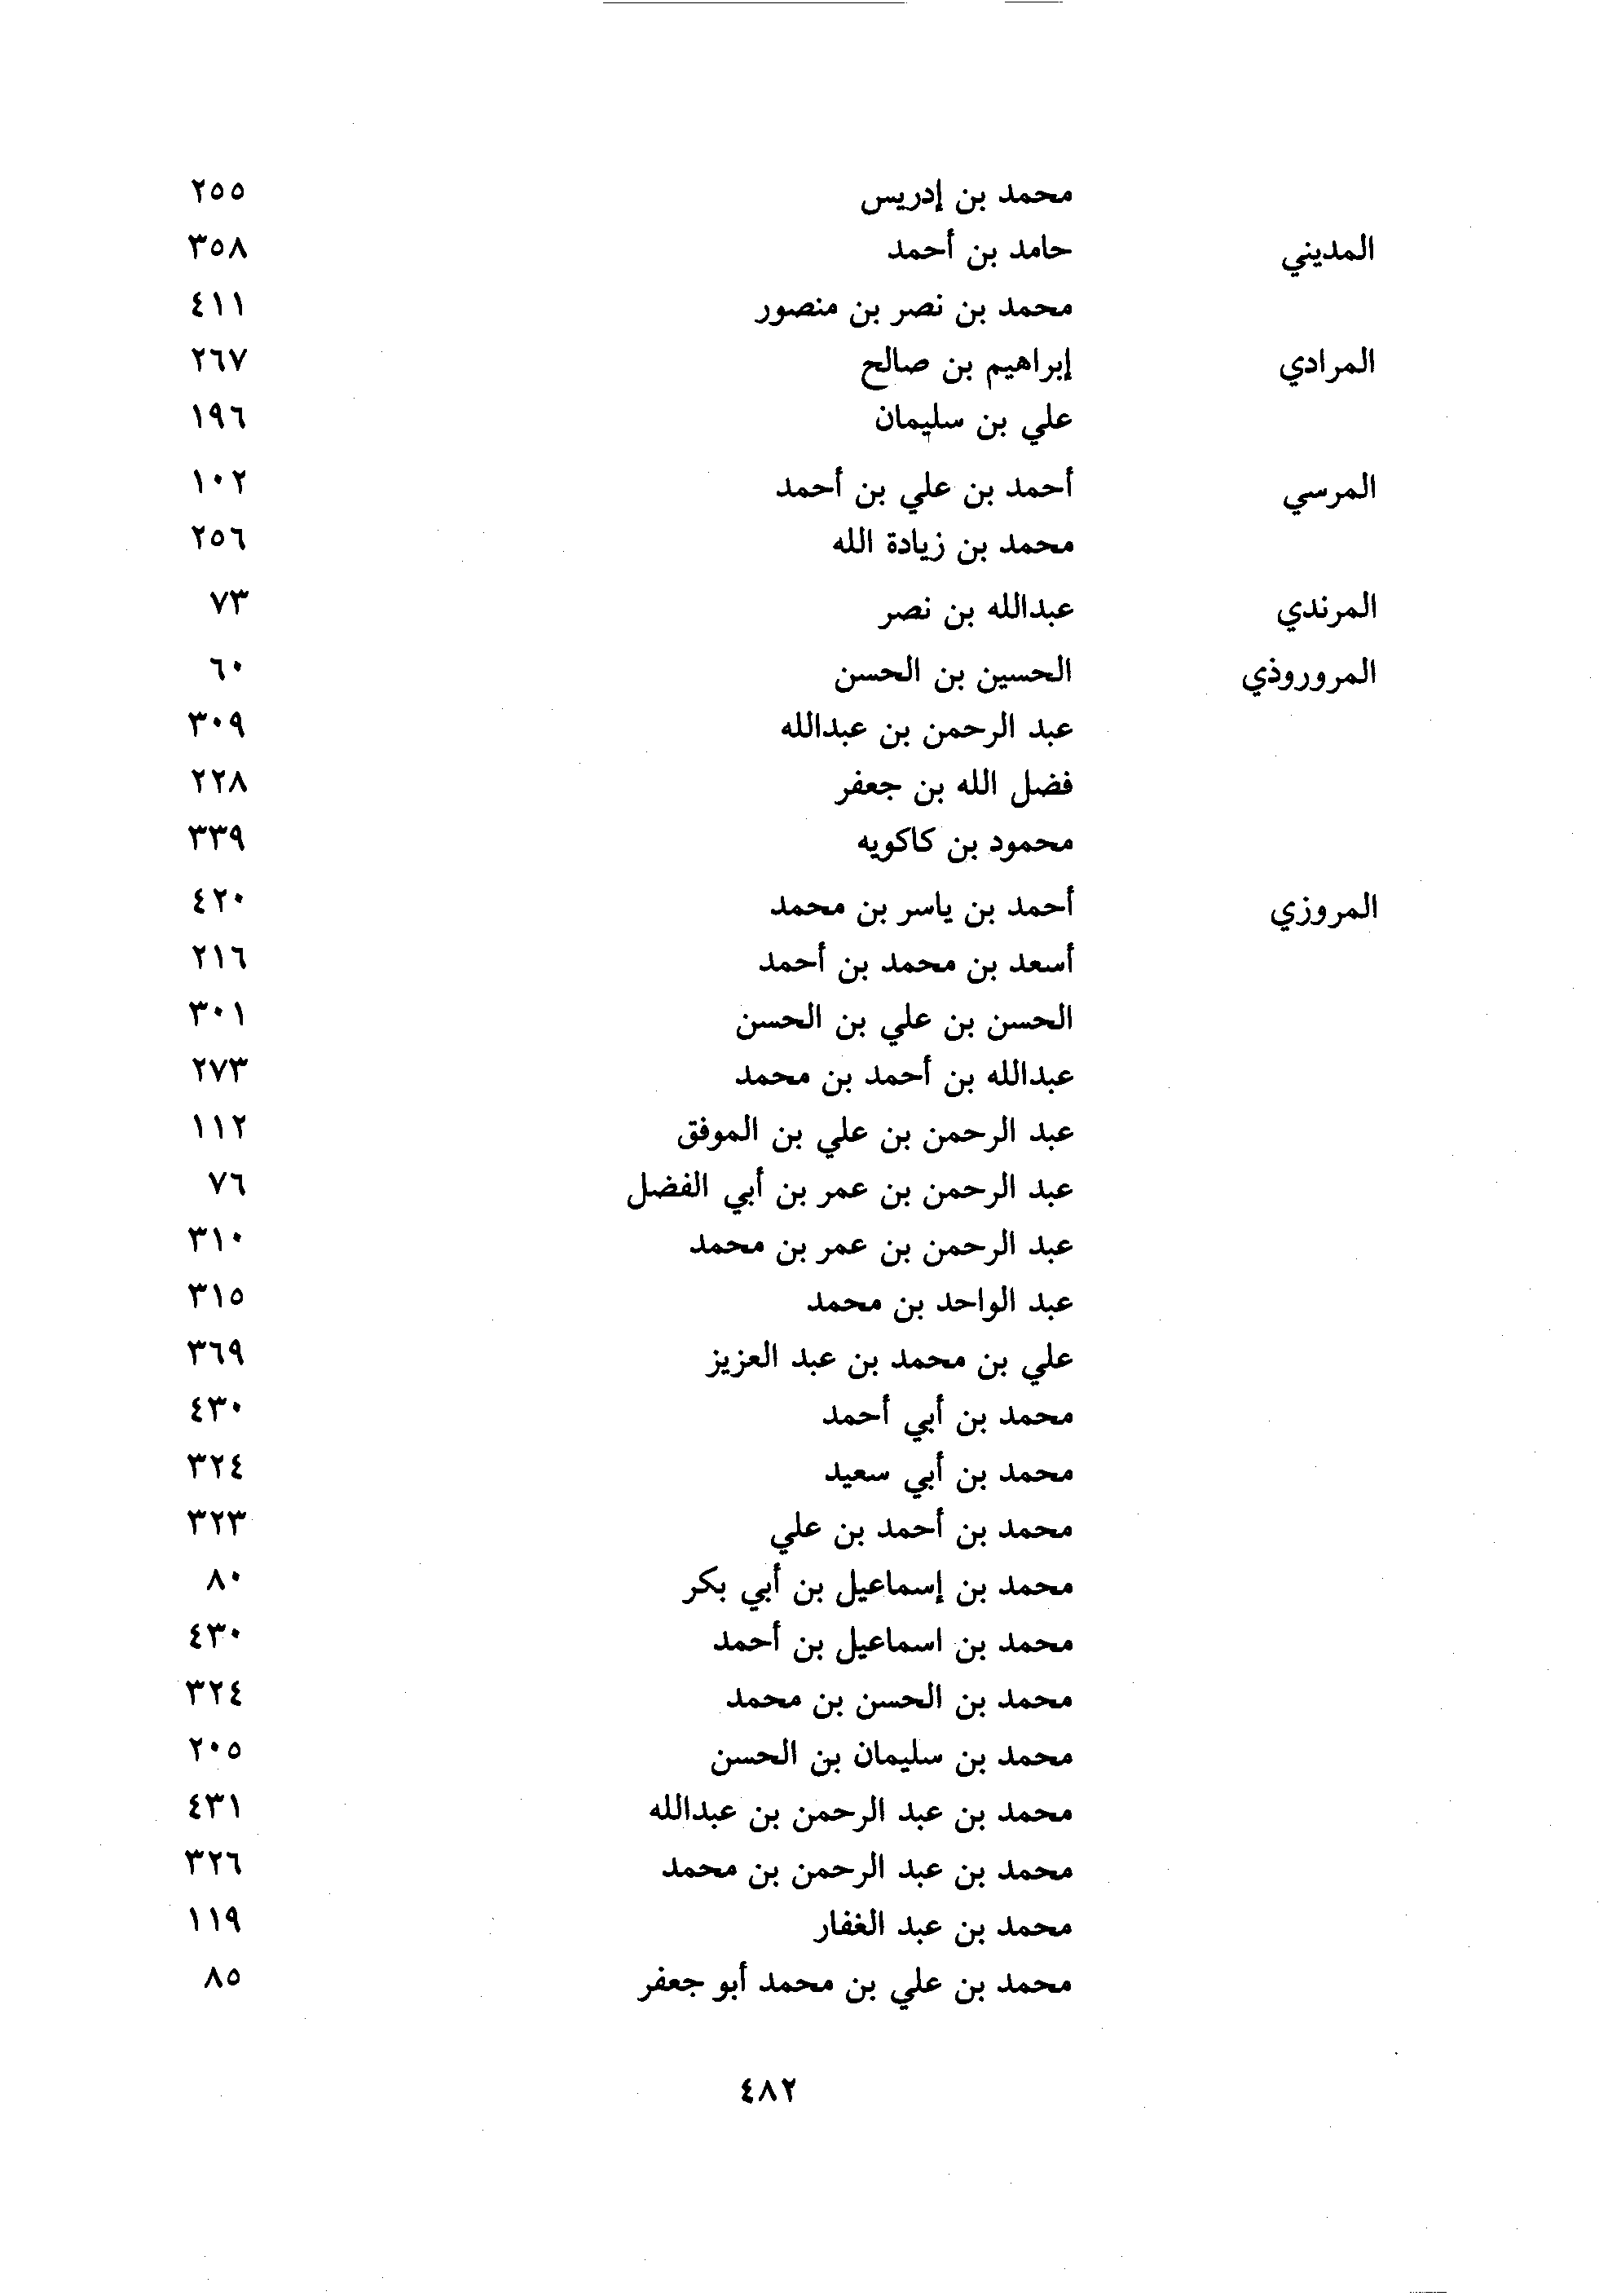 محمد بن إدريس ٢٥٥
المديني حامد بن أحمد ٣٥٨
محمد بن نصر بن منصور ٤١١
المرادي إبراهيم بن صالح ٢٦٧
علي بن سليمان ١٩٦
المرسي أحمد بن علي بن أحمد ١٠٢
محمد بن زيادة الله ٢٥٦
المرندي عبدالله بن نصر ٧٣
المروروذي الحسين بن الحسن ٦٠
عبد الرحمن بن عبدالله ٣٠٩
فضل الله بن جعفر ٢٢٨
محمود بن كاكويه ٣٣٩
المروزي أحمد بن ياسر بن محمد ٤٢٠
أسعد بن محمد بن أحمد ٢١٦
الحسن بن علي بن الحسن ٣٠١
عبدالله بن أحمد بن محمد ٢٧٣
عبد الرحمن بن علي بن الموفق ١١٢
عبد الرحمن بن عمر بن أبي الفضل ٧٦
عبد الرحمن بن عمر بن محمد ٣١٠
عبد الواحد بن محمد ٣١٥
علي بن محمد بن عبد العزيز ٣٦٩
محمد بن أبي أحمد ٤٣٠
محمد بن أبي سعيد ٣٢٤
محمد بن أحمد بن علي ٣٢٣
محمد بن إسماعيل بن أبي بكر ٨٠
محمد بن اسماعيل بن أحمد ٤٣٠
محمد بن الحسن بن محمد ٣٢٤
محمد بن سليمان بن الحسن ٢٠٥
محمد بن عبد الرحمن بن عبدالله ٤٣١
محمد بن عبد الرحمن بن محمد ٣٢٦
محمد بن عبد الغفار ١١٩
محمد بن علي بن محمد أبو جعفر ٨٥
٤٨٢